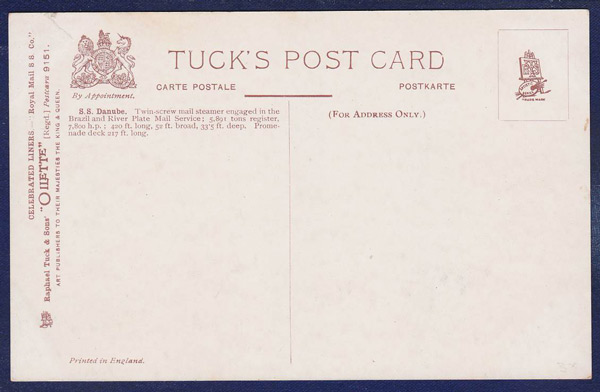 CELEBRATED LINERS.—"Royal Mail S S Co."
Raphael Tuck & Sons' "OILETTE" [Regd.] Postcard 9151.
ART PUBLISHERS TO THEIR MAJESTIES THE KING & QUEEN.
By Appointment.
TUCK'S POST CARD
CARTE POSTALE
POSTKARTE
S.S. Danube. Twin-screw mail steamer engaged in the
Brazil and River Plate Mail Service; 5,891 tons register,
7,800 h.p.; 420 ft. long, 52 ft. broad, 33'5 ft. deep. Prome-
nade deck 217 ft. long.
(FOR ADDRESS ONLY.)
TRADE MARK
Printed in England.